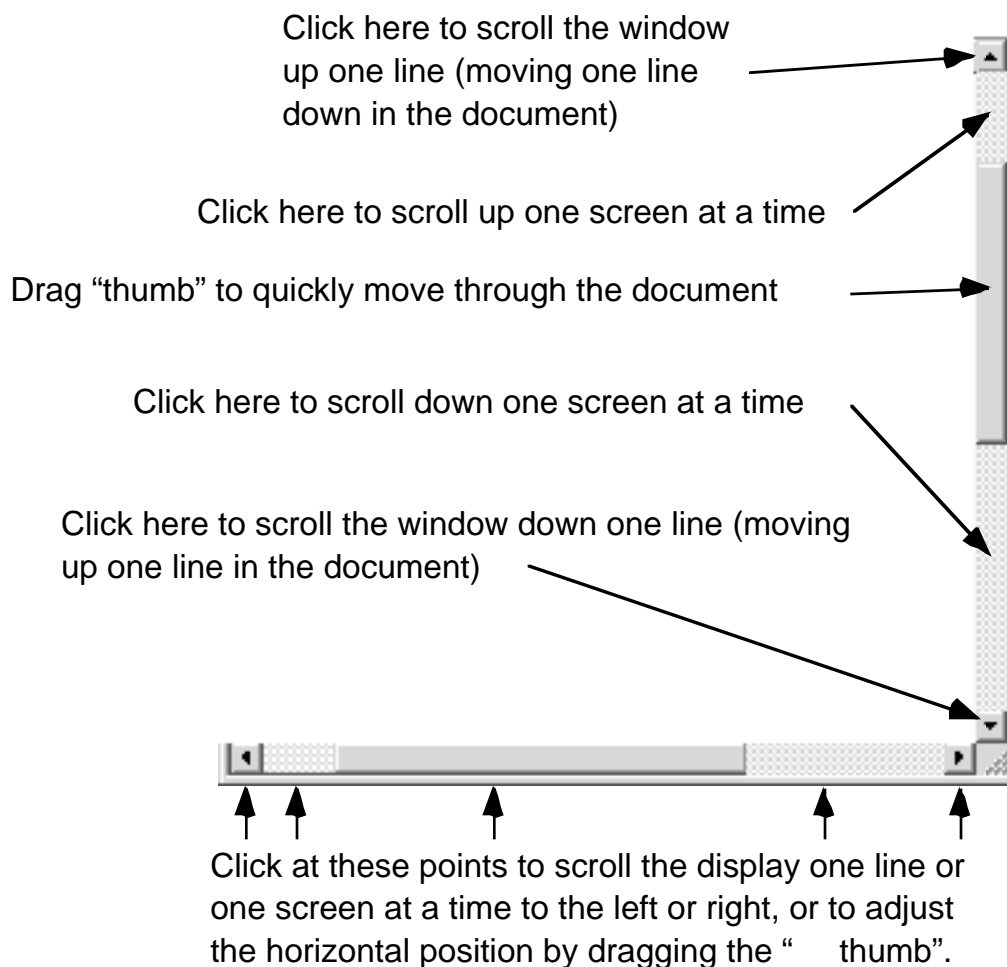 Click here to scroll the window
up one line (moving one line
down in the document)
Click here to scroll up one screen at a time
Drag “thumb” to quickly move through the document
Click here to scroll down one screen at a time
Click here to scroll the window down one line (moving
up one line in the document)
Click at these points to scroll the display one line or
one screen at a time to the left or right, or to adjust
the horizontal position by dragging the “ thumb”.